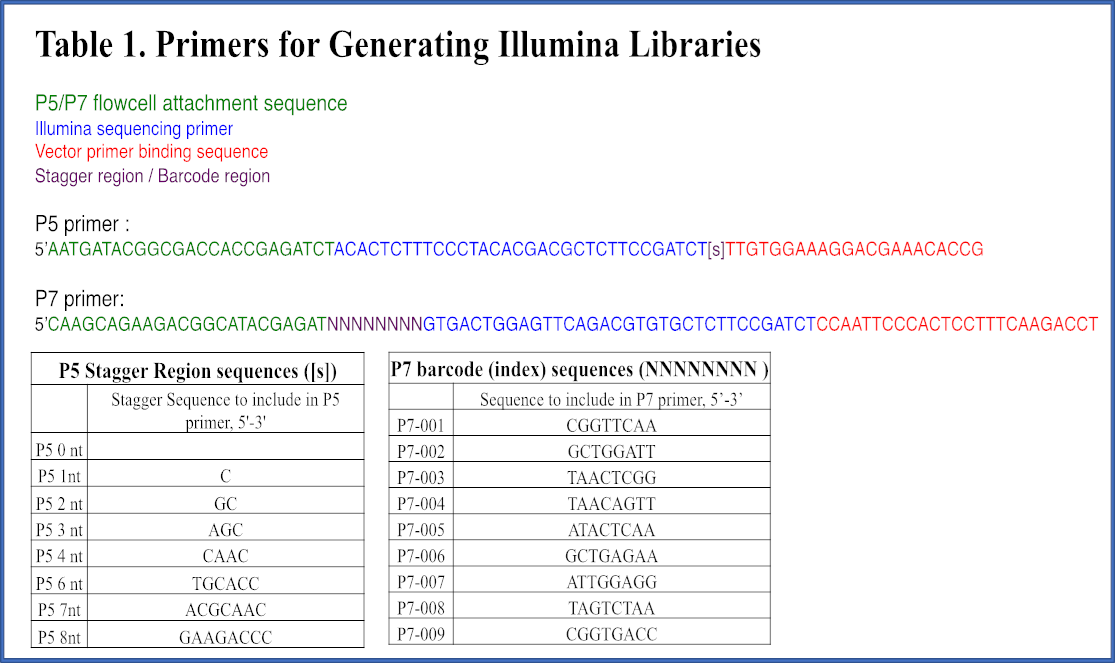 Table 1. Primers for Generating Illumina Libraries
P5/P7 flowcell attachment sequence
Illumina sequencing primer
Vector primer binding sequence
Stagger region / Barcode region
P5 primer :
5’AATGATACGGCGACCACCGAGATCTACACTCTTTCCCTACACGACGCTCTTCCGATCT[s]TTGTGGAAAGGACGAAACACCG
P7 primer:
5’CAAGCAGAAGACGGCATACGAGATNNNNNNNNGTGACTGGAGTTCAGACGTGTGCTCTTCCGATCTCCAATTCCCACTCCTTTCAAGACCT
P5 Stagger Region sequences ([s])
Stagger Sequence to include in P5
primer, 5'-3'
P5 0 nt
P5 1nt C
P5 2 nt GC
P5 3 nt AGC
P5 4 nt CAAC
P5 6 nt TGCACC
P5 7nt ACGCAAC
P5 8nt GAAGACCC
P7 barcode (index) sequences (NNNNNNNN )
Sequence to include in P7 primer, 5’-3’
P7-001 CGGTTCAA
P7-002 GCTGGATT
P7-003 TAACTCGG
P7-004 TAACAGTT
P7-005 ATACTCAA
P7-006 GCTGAGAA
P7-007 ATTGGAGG
P7-008 TAGTCTAA
P7-009 CGGTGACC